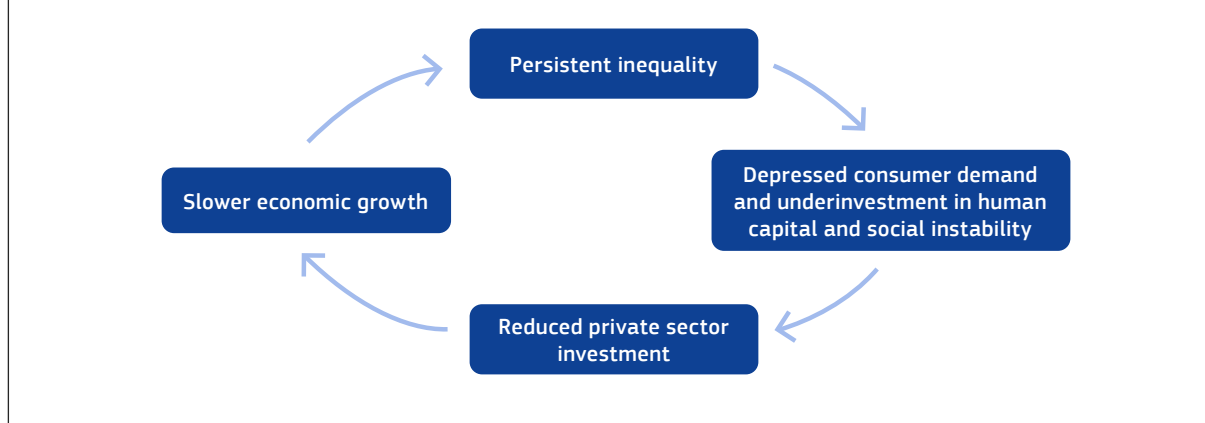 Persistent inequality
Depressed consumer demand
and underinvestment in human
capital and social instability
Reduced private sector
investment
Slower economic growth